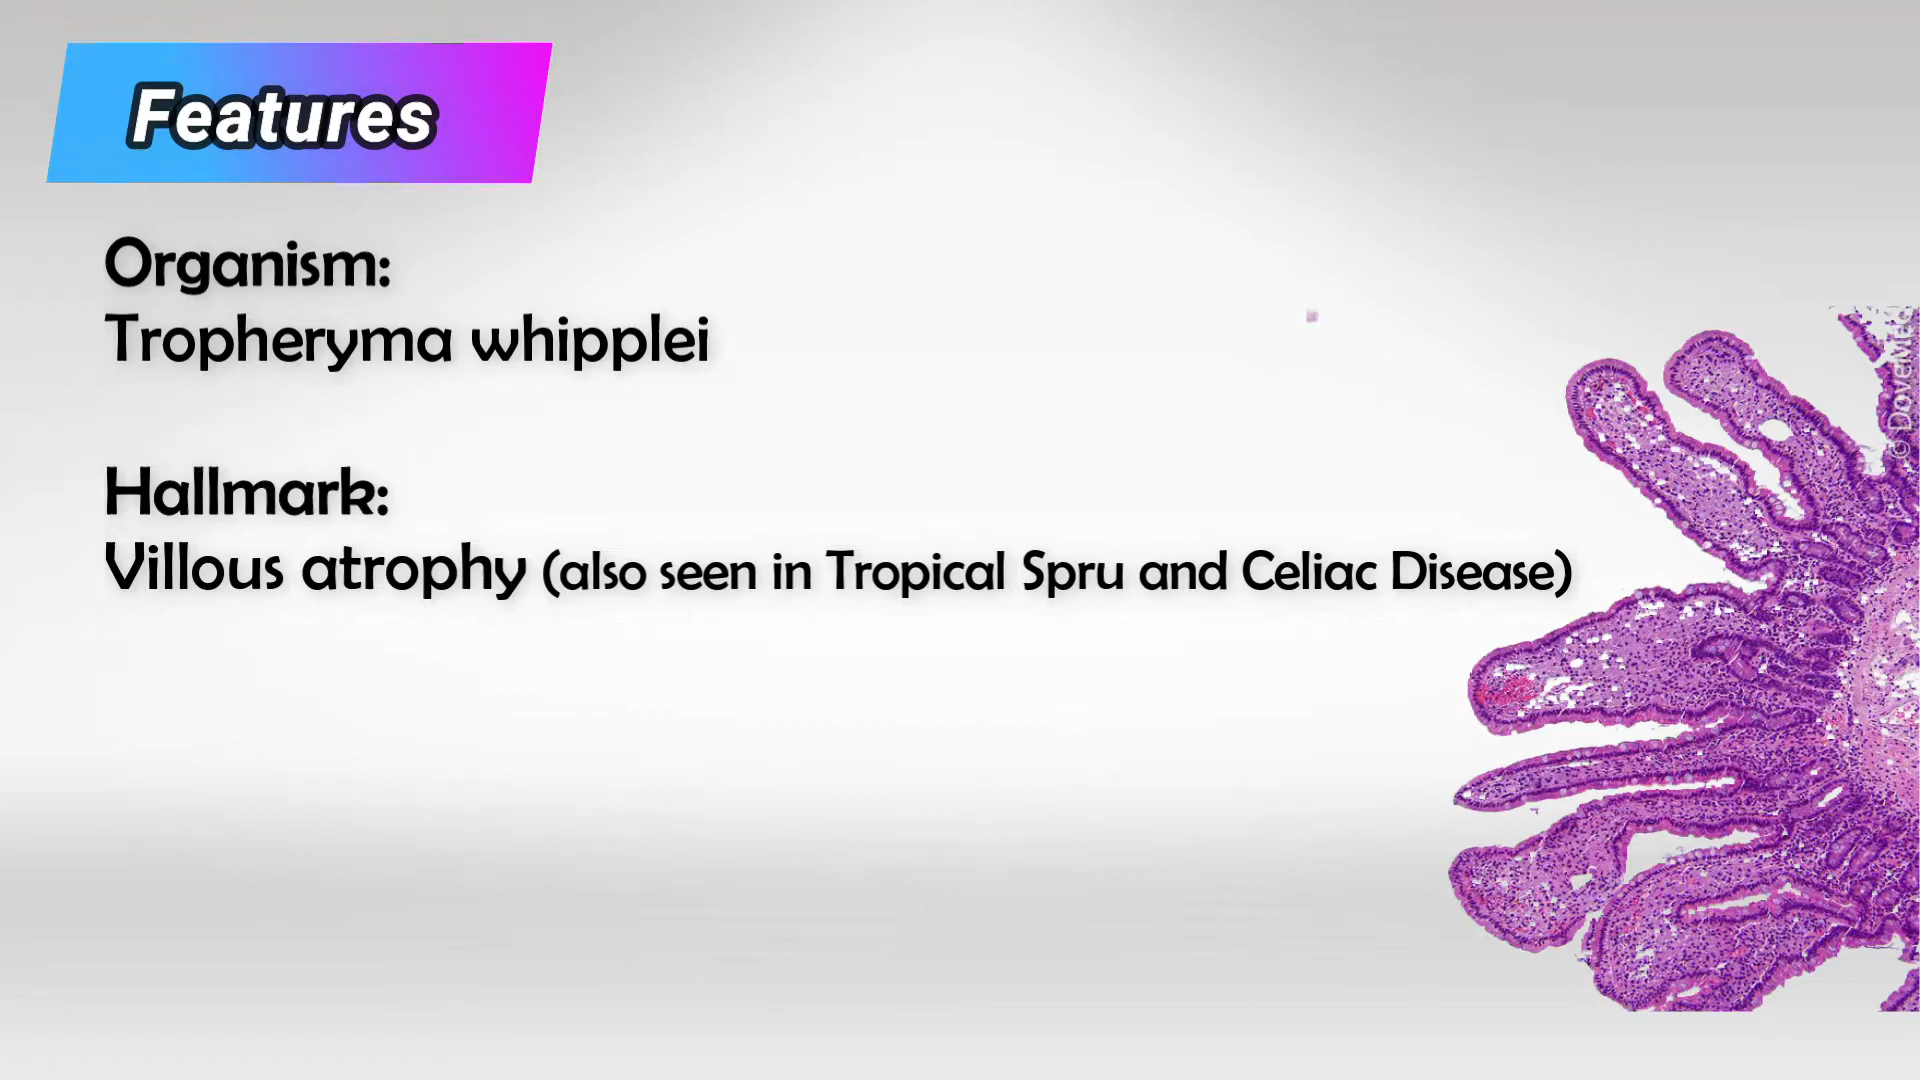 Features
Organism:
Tropheryma whipplei
Hallmark:
Villous atrophy (also seen in Tropical Spru and Celiac Disease)